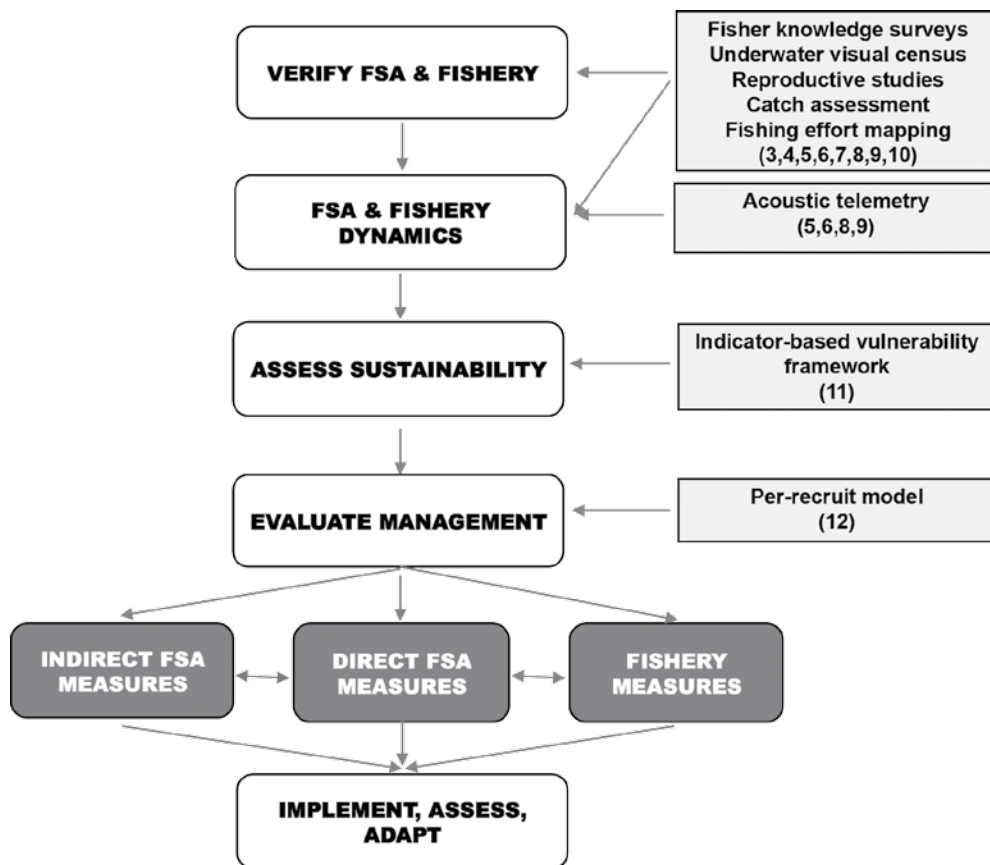 VERIFY FSA & FISHERY
Fisher knowledge surveys
Underwater visual census
Reproductive studies
Catch assessment
Fishing effort mapping
(3,4,5,6,7,8,9,10)
FSA & FISHERY
DYNAMICS
Acoustic telemetry
(5,6,8,9)
ASSESS SUSTAINABILITY
Indicator-based vulnerability
framework
(11)
EVALUATE MANAGEMENT
Per-recruit model
(12)
INDIRECT FSA
MEASURES
DIRECT FSA
MEASURES
FISHERY
MEASURES
IMPLEMENT, ASSESS,
ADAPT